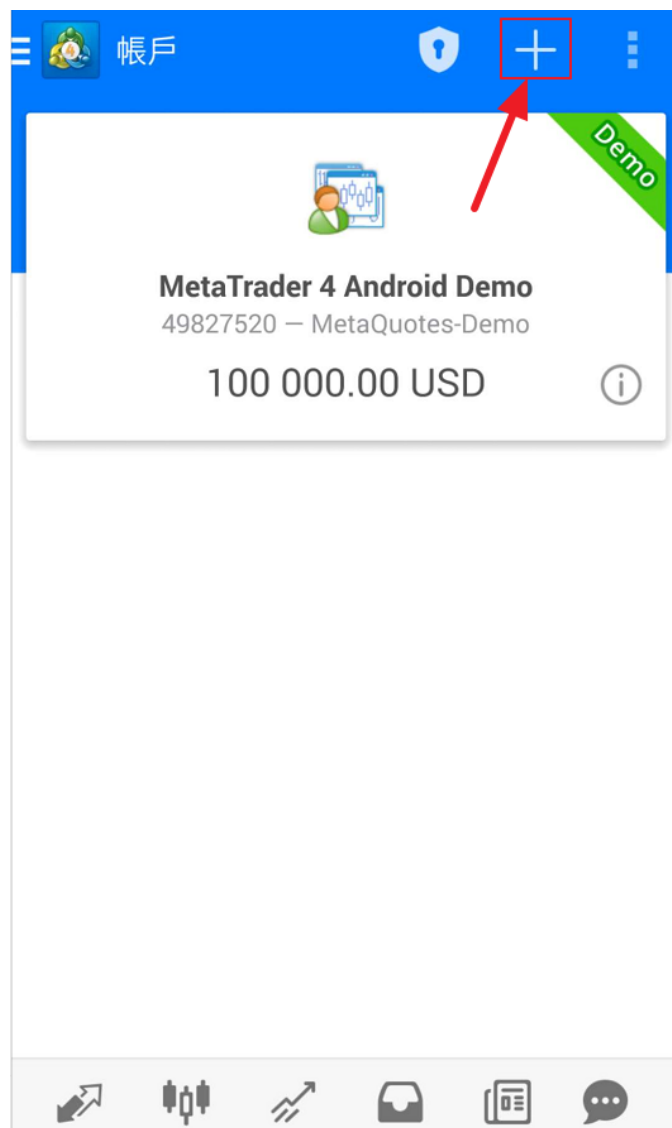 帳戶
Demo
MetaTrader 4 Android Demo
49827520 — MetaQuotes-Demo
100 000.00 USD